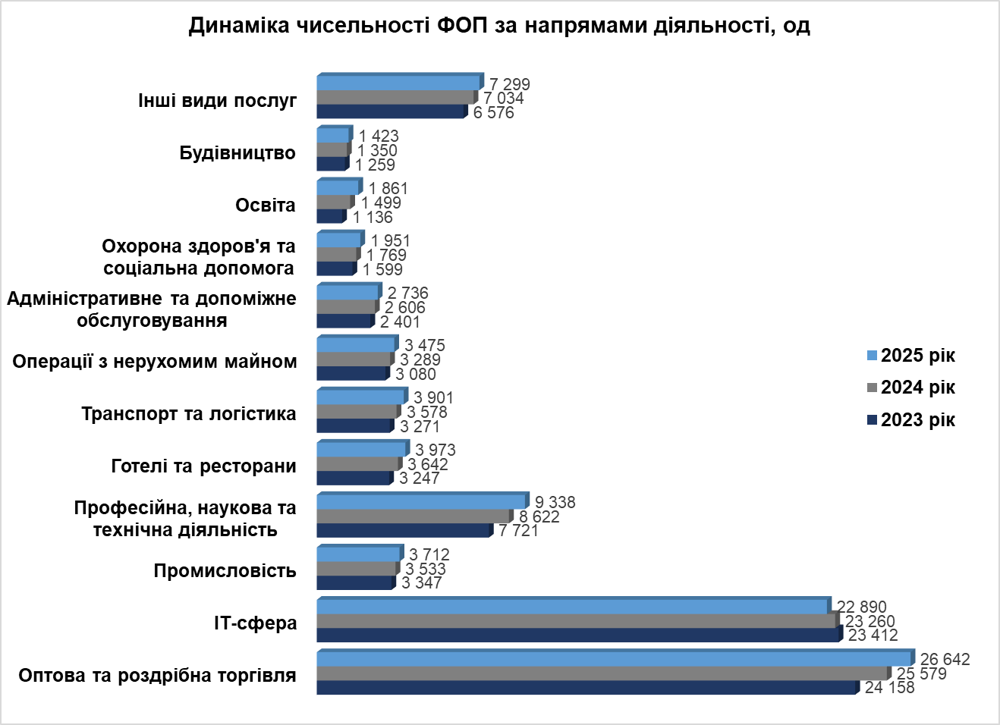 Динаміка чисельності ФОП за напрямами діяльності, од
Інші види послуг
7 299
7 034
6 576
Будівництво
1 423
1 350
1 259
Освіта
1 861
1 499
1 136
Охорона здоров'я та
соціальна допомога
1 951
1 769
1 599
Адміністративне та допоміжне
обслуговування
2 736
2 606
2 401
Операції з нерухомим майном
3 475
3 289
3 080
Транспорт та логістика
3 901
3 578
3 271
Готелі та ресторани
3 973
3 642
3 247
Професійна, наукова та
технічна діяльність
9 338
8 622
7 721
Промисловість
3 712
3 533
3 347
ІТ-сфера
22 890
23 260
23 412
Оптова та роздрібна торгівля
26 642
25 579
24 158
2025 рік
2024 рік
2023 рік